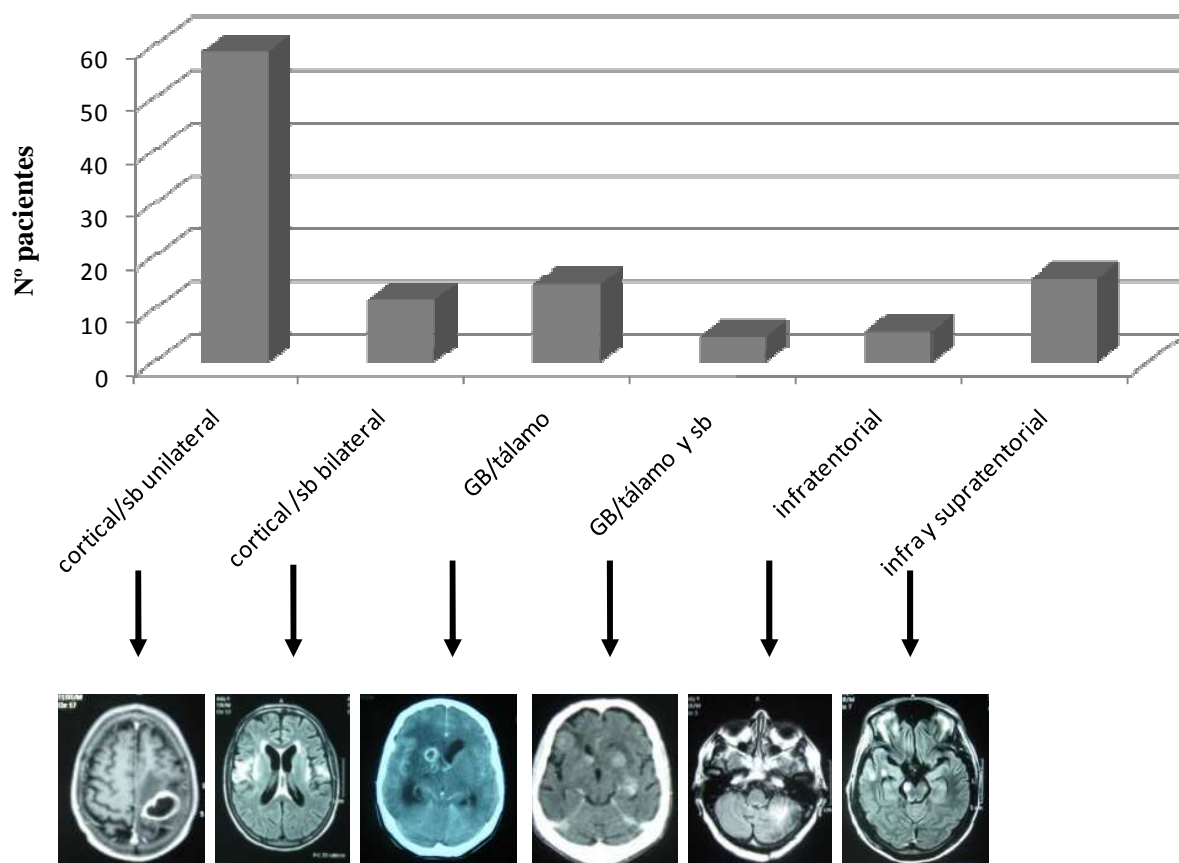 Nº pacientes
60
50
40
30
20
10
0
cortical/sb unilateral
cortical /sb bilateral
GB/tálamo
GB/tálamo y sb
infratentorial
infra y supratentorial